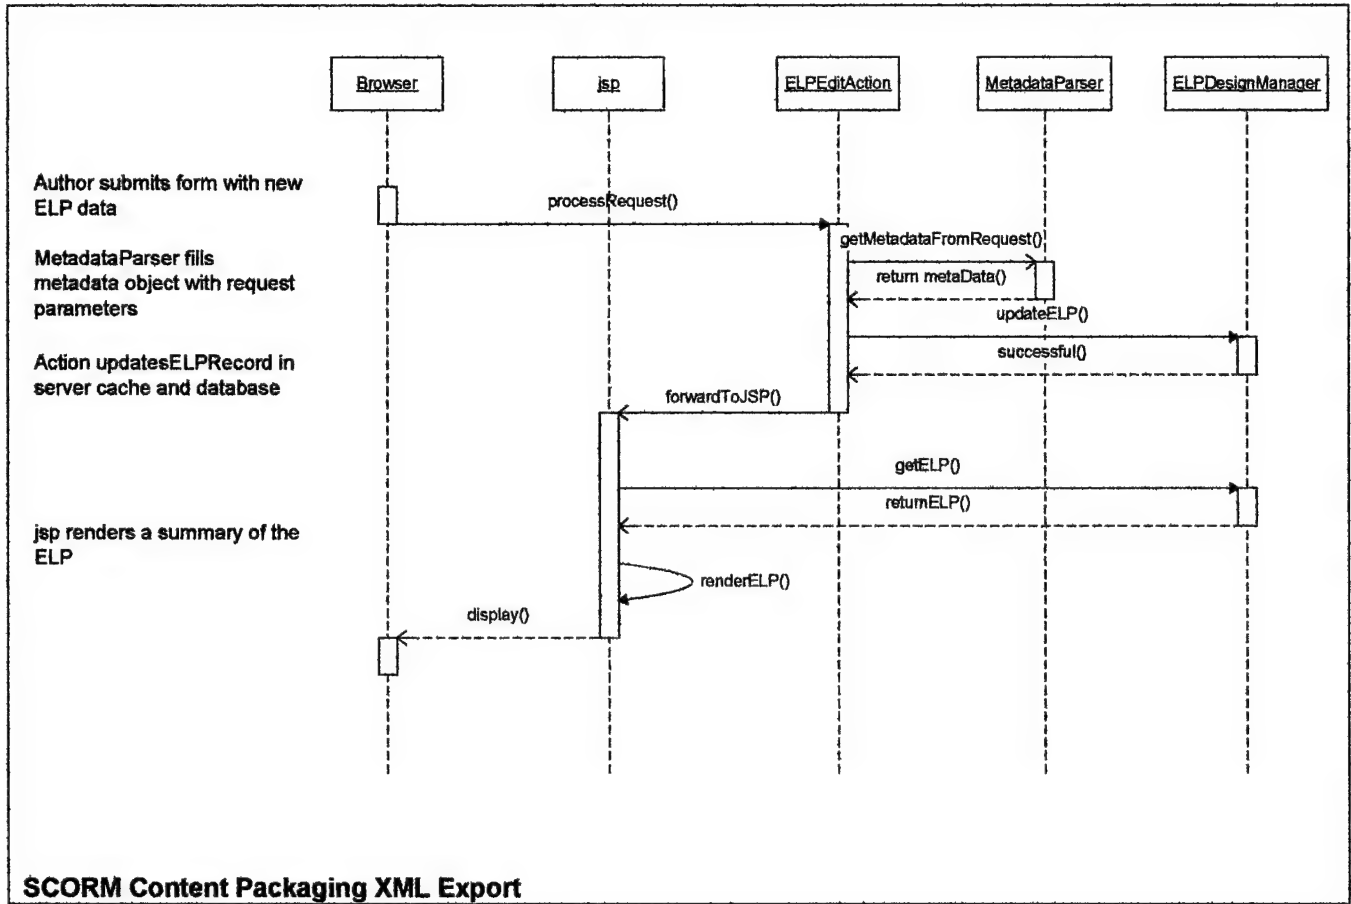 Browser
jsp
ELPEditAction
MetadataParser
ELPDesignManager
Author submits form with new
ELP data
processRequest()
getMetadataFromRequest()
MetadataParser fills
metadata object with request
parameters
return metaData()
updateELP()
successful()
Action updatesELPRecord in
server cache and database
forwardToJSP()
getELP()
returnELP()
jsp renders a summary of the
ELP
renderELP()
display()
SCORM Content Packaging XML Export